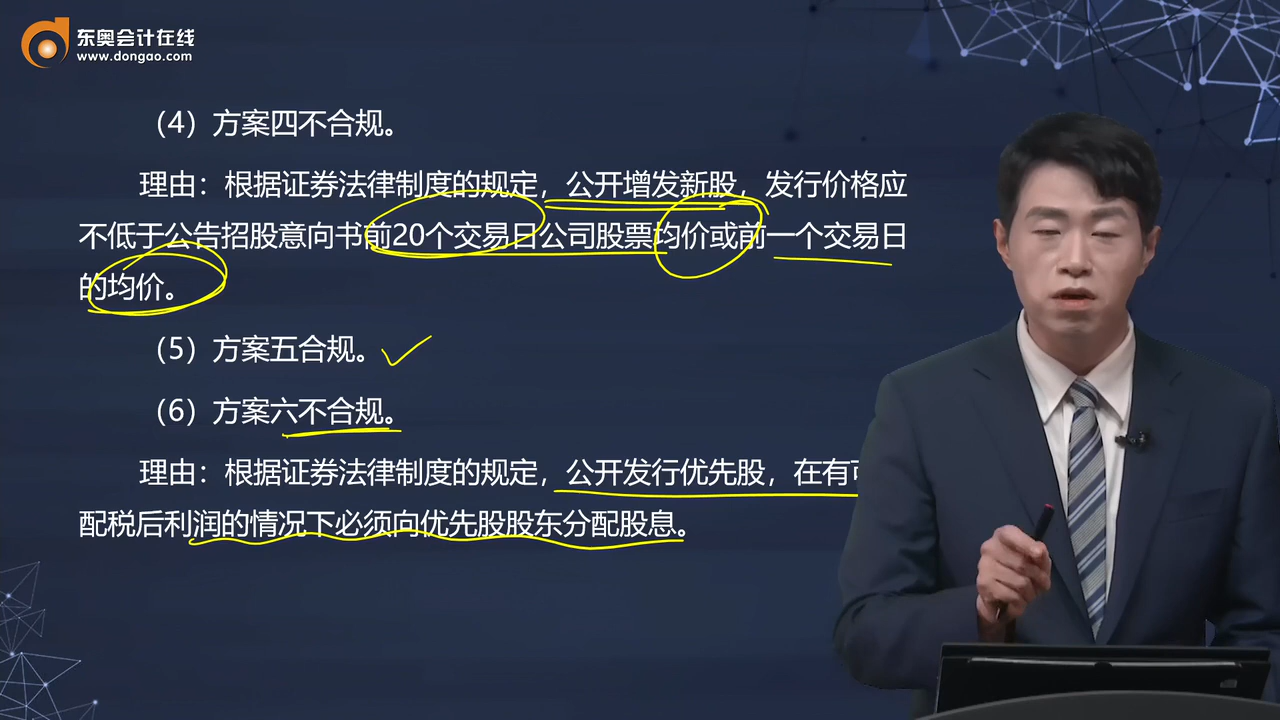 东奥会计在线
www.dongao.com
（4）方案四不合规。
理由：根据证券法律制度的规定，公开增发新股，发行价格应
不低于公告招股意向书前20个交易日公司股票均价或前一个交易日
的均价。
（5）方案五合规。
（6）方案六不合规。
理由：根据证券法律制度的规定，公开发行优先股，在有
配税后利润的情况下必须向优先股股东分配股息。